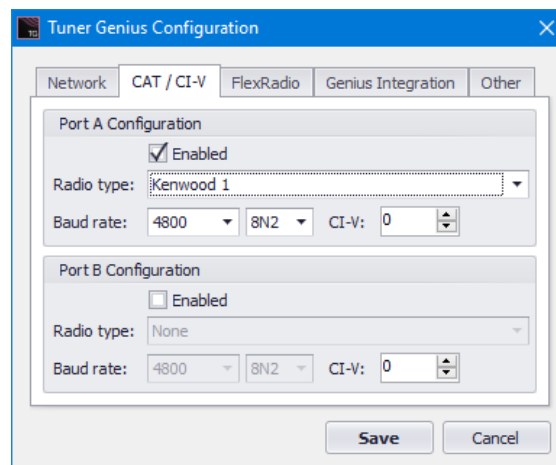 TG
Tuner Genius Configuration
Network CAT / CI-V FlexRadio Genius Integration Other
Port A Configuration
Enabled
Radio type: Kenwood 1
Baud rate: 4800 8N2 CI-V: 0
Port B Configuration
Enabled
Radio type: None
Baud rate: 4800 8N2 CI-V: 0
Save Cancel